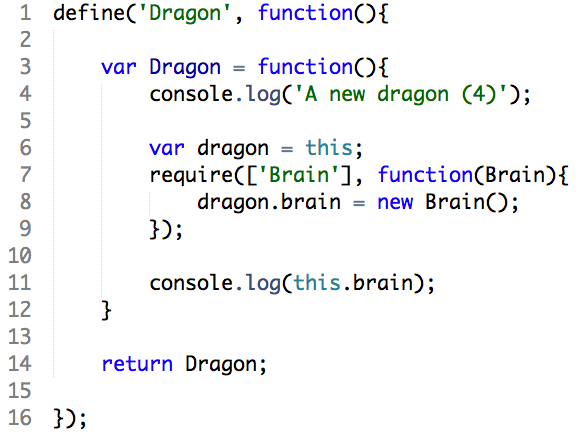 1 define('Dragon', function(){
2
3 var Dragon = function(){
4 console.log('A new dragon (4)');
5
6 var dragon = this;
7 require(['Brain'], function(Brain){
8 dragon.brain = new Brain();
9 });
10
11 console.log(this.brain);
12 }
13
14 return Dragon;
15
16 });